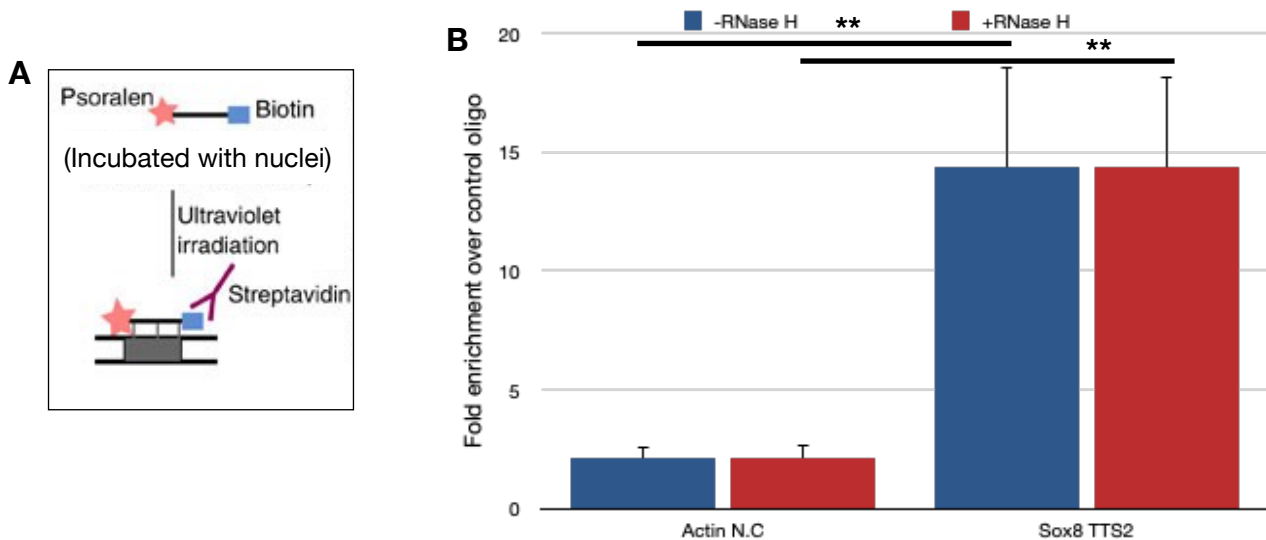 A
Psoralen
Biotin
(Incubated with nuclei)
Ultraviolet
irradiation
Streptavidin
B
-RNase H
+RNase H
**
**
Fold enrichment over control oligo
20
15
10
5
0
Actin N.C
Sox8 TTS2